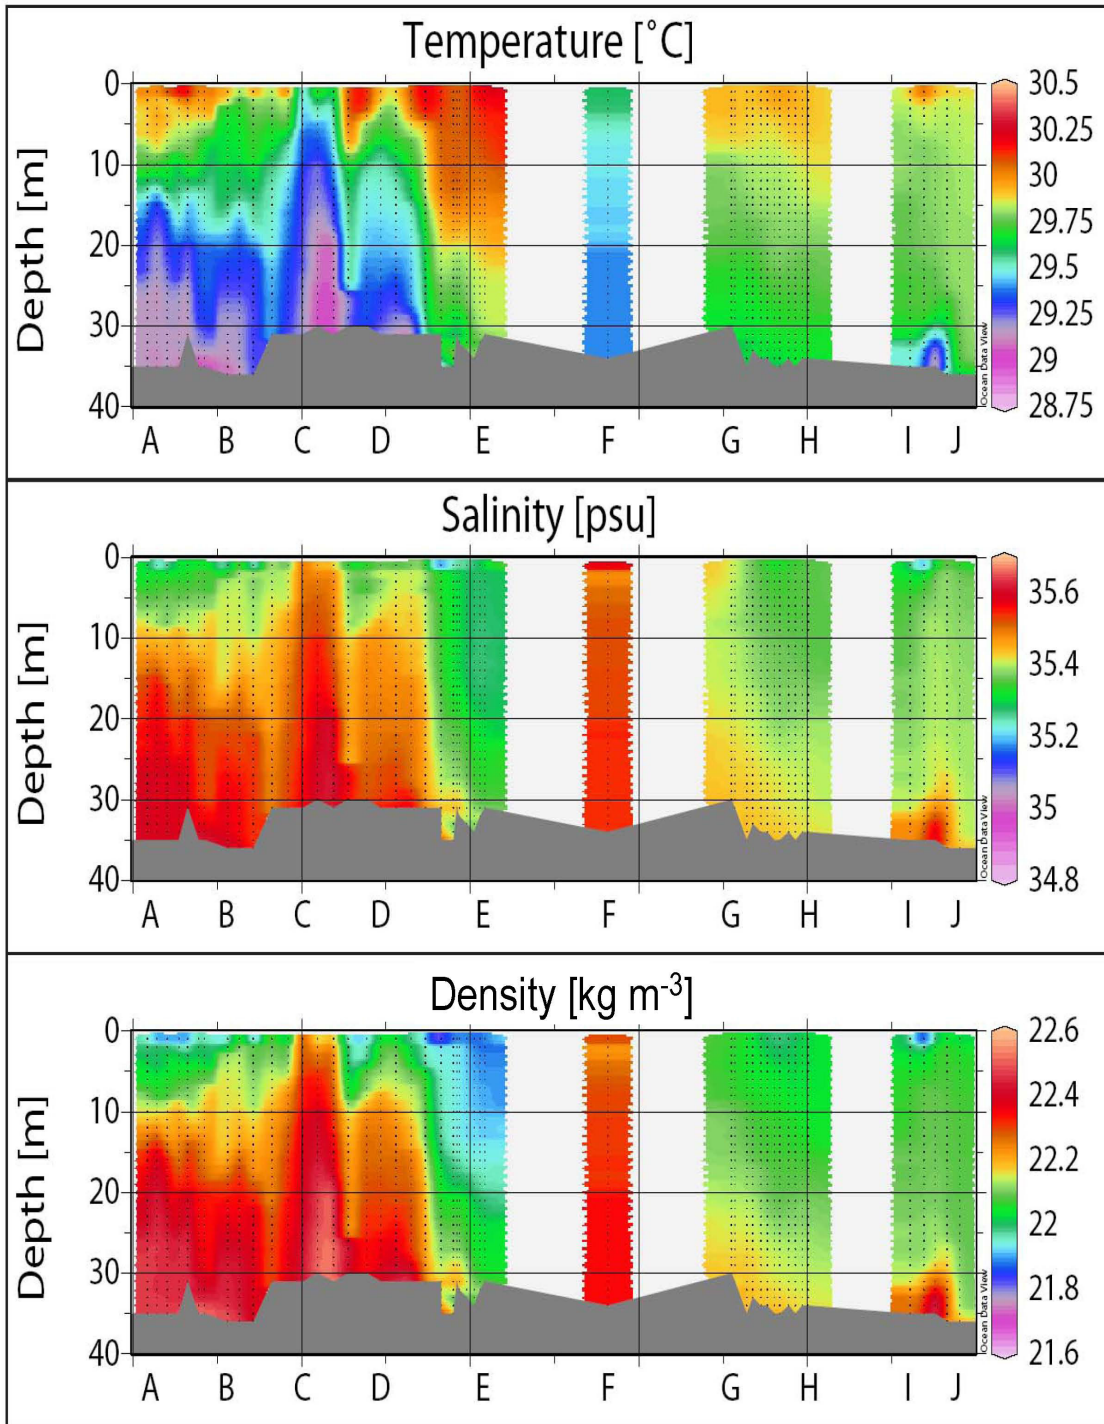 Temperature [˚C]
Depth [m]
0
10
20
30
40
A B C D E F G H I J
30.5
30.25
30
29.75
29.5
29.25
29
28.75
Ocean Data View
Salinity [psu]
Depth [m]
0
10
20
30
40
A B C D E F G H I J
35.6
35.4
35.2
35
34.8
Ocean Data View
Density [kg m⁻³]
Depth [m]
0
10
20
30
40
A B C D E F G H I J
22.6
22.4
22.2
22
21.8
21.6
Ocean Data View